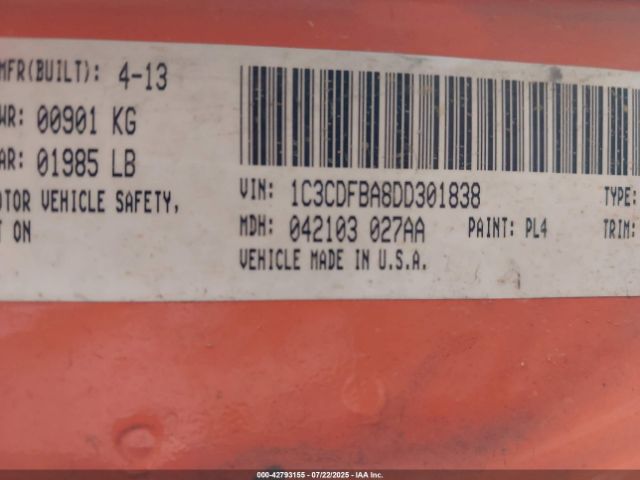 MFR(BUILT): 4-13
WR: 00901 KG
AR: 01985 LB
OTOR VEHICLE SAFETY,
T ON
VIN: 1C3CDFBA8DD301838 TYPE:
MDH: 042103 027AA PAINT: PL4 TRIM:
VEHICLE MADE IN U.S.A.
000-42793155 - 07/22/2025 - IAA Inc.